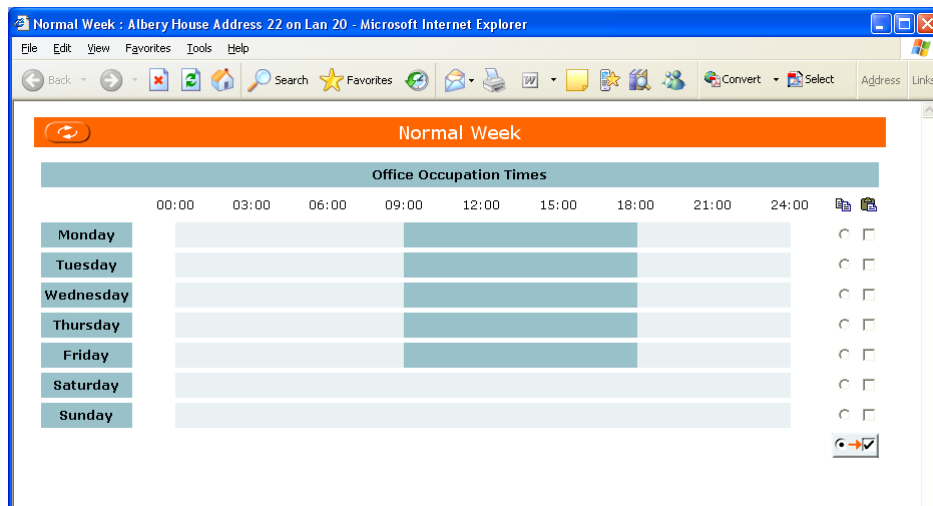 Normal Week : Albery House Address 22 on Lan 20 - Microsoft Internet Explorer
File Edit View Favorites Tools Help
Back Search Favorites W Convert Select Address Links
Normal Week
Office Occupation Times
00:00 03:00 06:00 09:00 12:00 15:00 18:00 21:00 24:00
Monday
Tuesday
Wednesday
Thursday
Friday
Saturday
Sunday